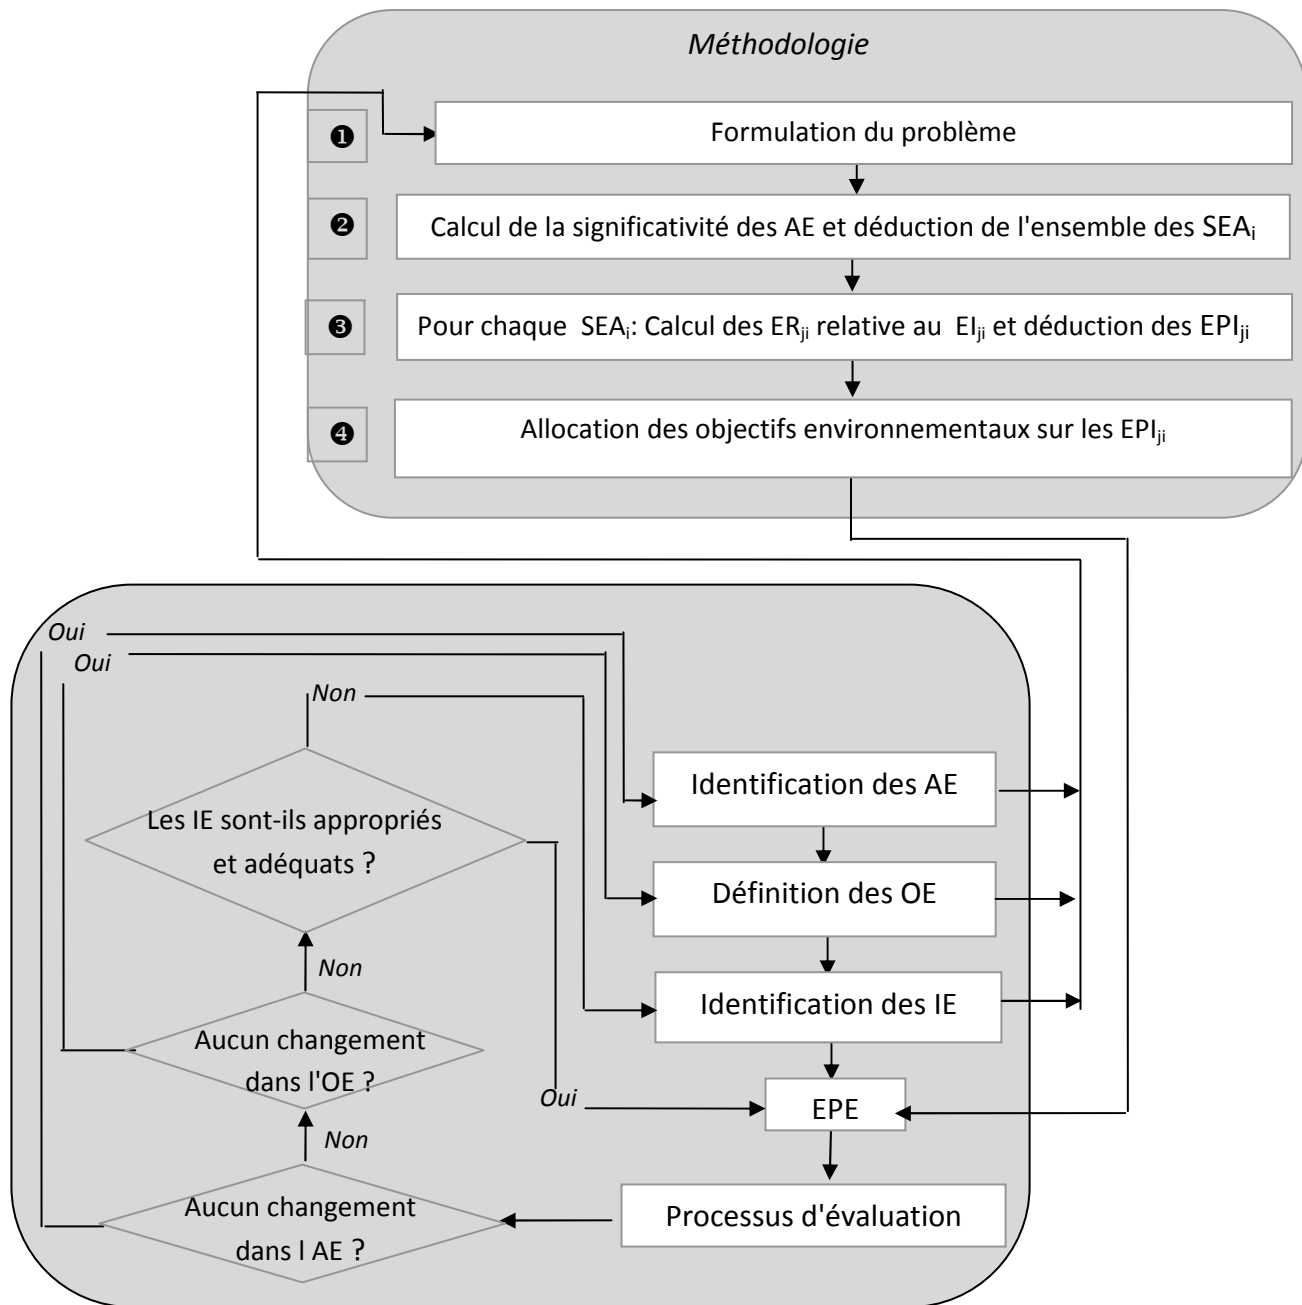 Méthodologie
❶
Formulation du problème
❷
Calcul de la significativité des AE et déduction de l'ensemble des SEAi
❸
Pour chaque SEAi: Calcul des ERji relative au EIji et déduction des EPIji
❹
Allocation des objectifs environnementaux sur les EPIji
Oui
Oui
Non
Identification des AE
Les IE sont-ils appropriés
et adéquats ?
Définition des OE
Non
Identification des IE
Aucun changement
dans l'OE ?
Oui
EPE
Non
Aucun changement
dans l AE ?
Processus d'évaluation